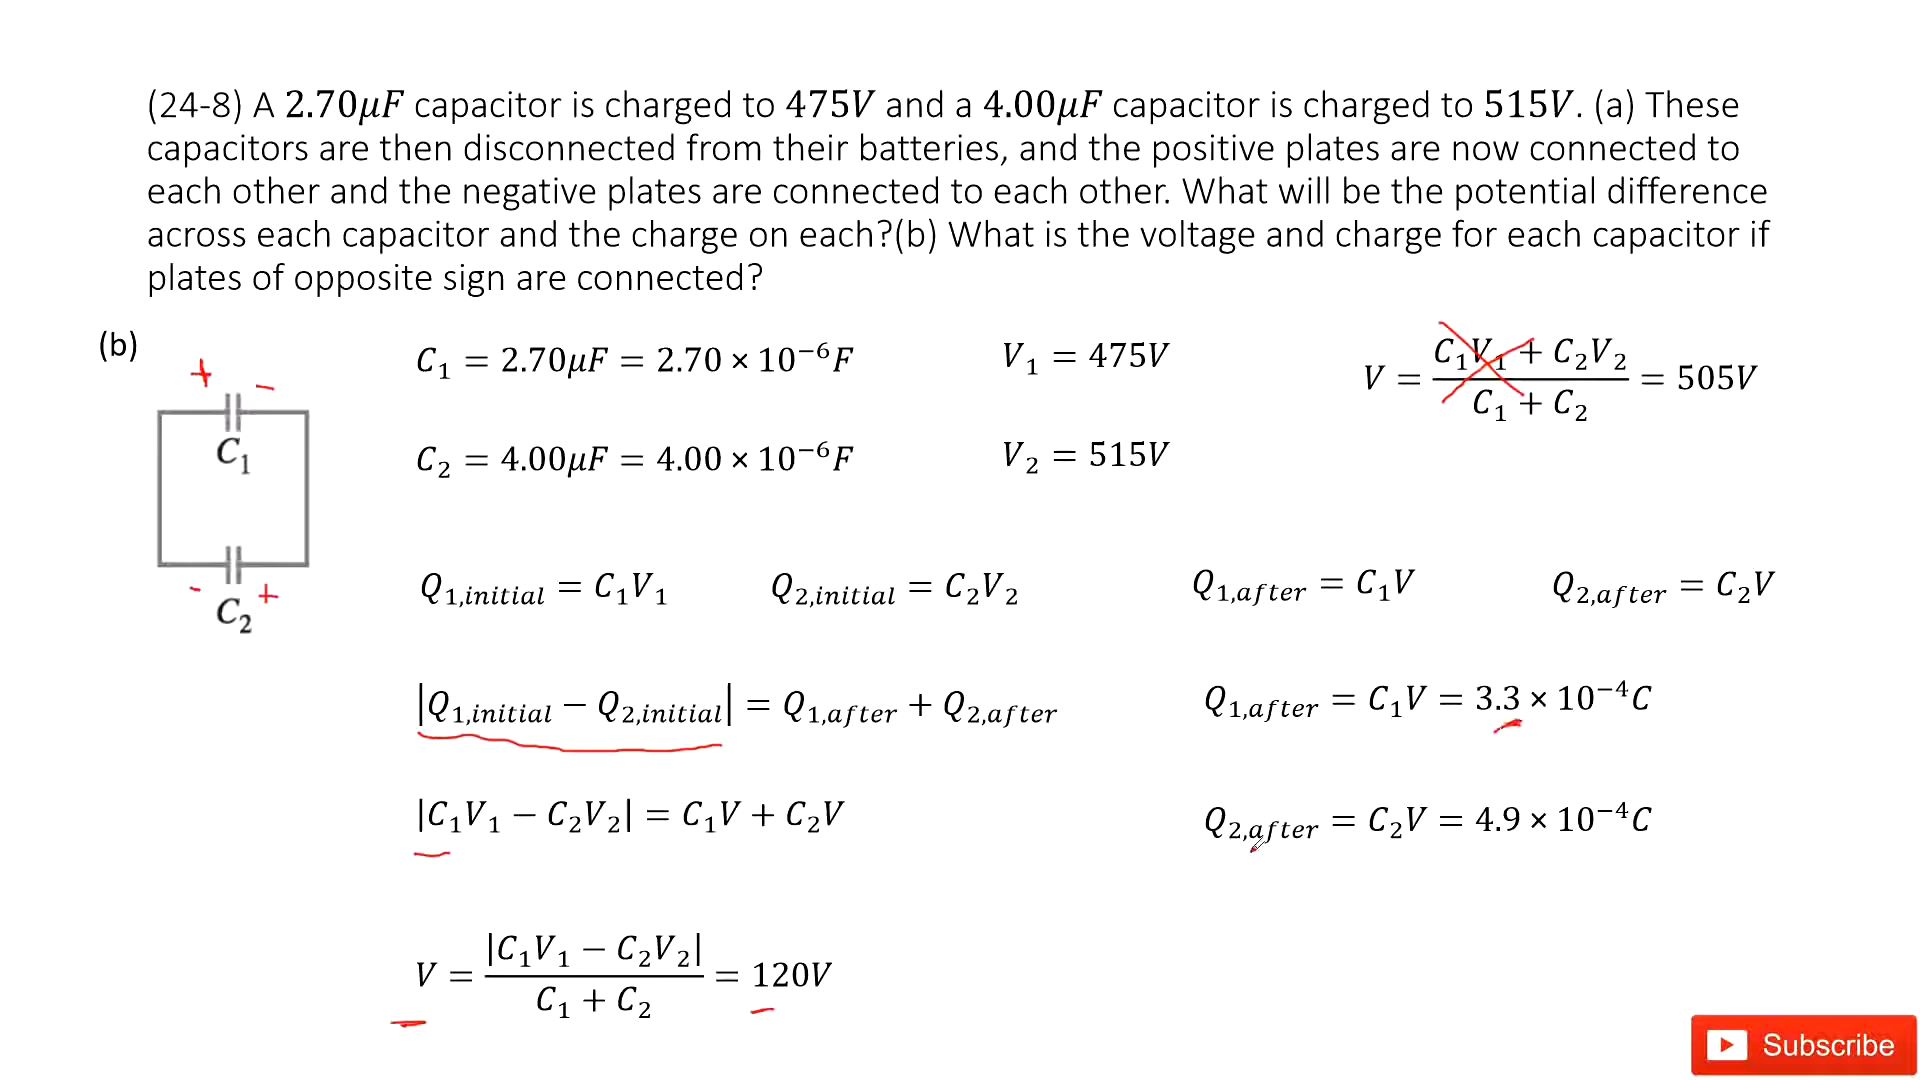 (24-8) A 2.70μF capacitor is charged to 475V and a 4.00μF capacitor is charged to 515V. (a) These
capacitors are then disconnected from their batteries, and the positive plates are now connected to
each other and the negative plates are connected to each other. What will be the potential difference
across each capacitor and the charge on each?(b) What is the voltage and charge for each capacitor if
plates of opposite sign are connected?
(b)
+ -
C₁
- +
C₂
C₁ = 2.70μF = 2.70 × 10⁻⁶F
V₁ = 475V
V = (C₁V₁ + C₂V₂)/(C₁ + C₂) = 505V
C₂ = 4.00μF = 4.00 × 10⁻⁶F
V₂ = 515V
Q₁,initial = C₁V₁
Q₂,initial = C₂V₂
Q₁,after = C₁V
Q₂,after = C₂V
|Q₁,initial − Q₂,initial| = Q₁,after + Q₂,after
Q₁,after = C₁V = 3.3 × 10⁻⁴C
|C₁V₁ − C₂V₂| = C₁V + C₂V
Q₂,after = C₂V = 4.9 × 10⁻⁴C
V = |C₁V₁ − C₂V₂|/(C₁ + C₂) = 120V
Subscribe